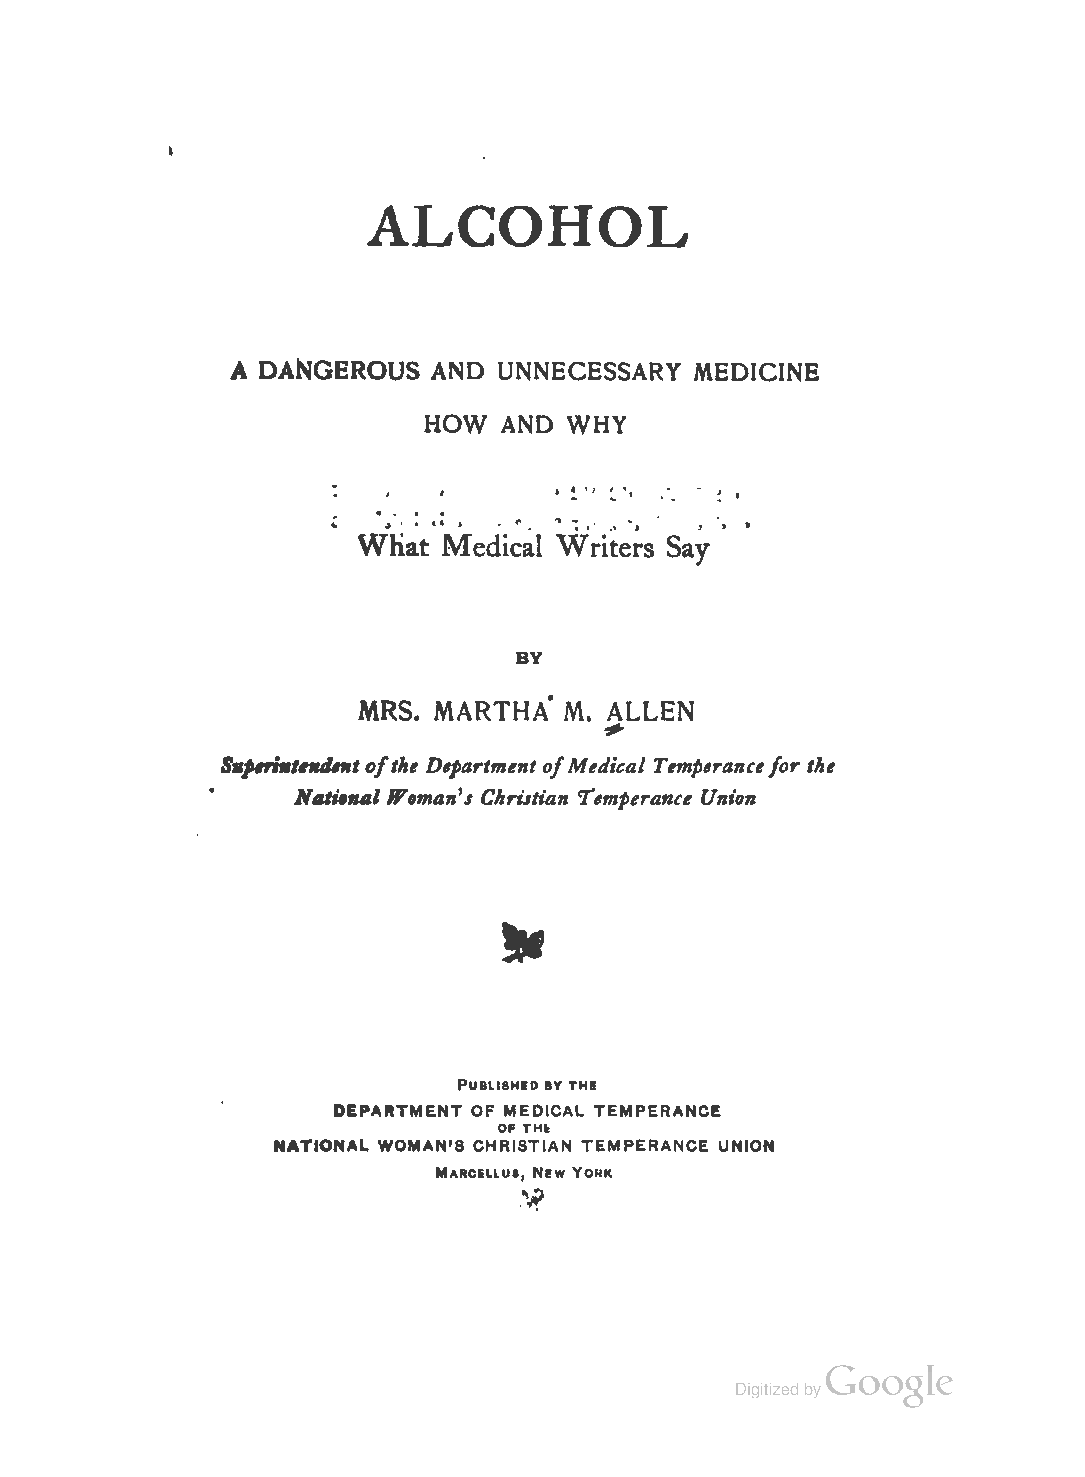 ALCOHOL
A DANGEROUS AND UNNECESSARY MEDICINE
HOW AND WHY
What Medical Writers Say
BY
MRS. MARTHA M. ALLEN
Superintendent of the Department of Medical Temperance for the
National Woman's Christian Temperance Union
PUBLISHED BY THE
DEPARTMENT OF MEDICAL TEMPERANCE
OF THE
NATIONAL WOMAN'S CHRISTIAN TEMPERANCE UNION
MARCELLUS, NEW YORK
Digitized by Google